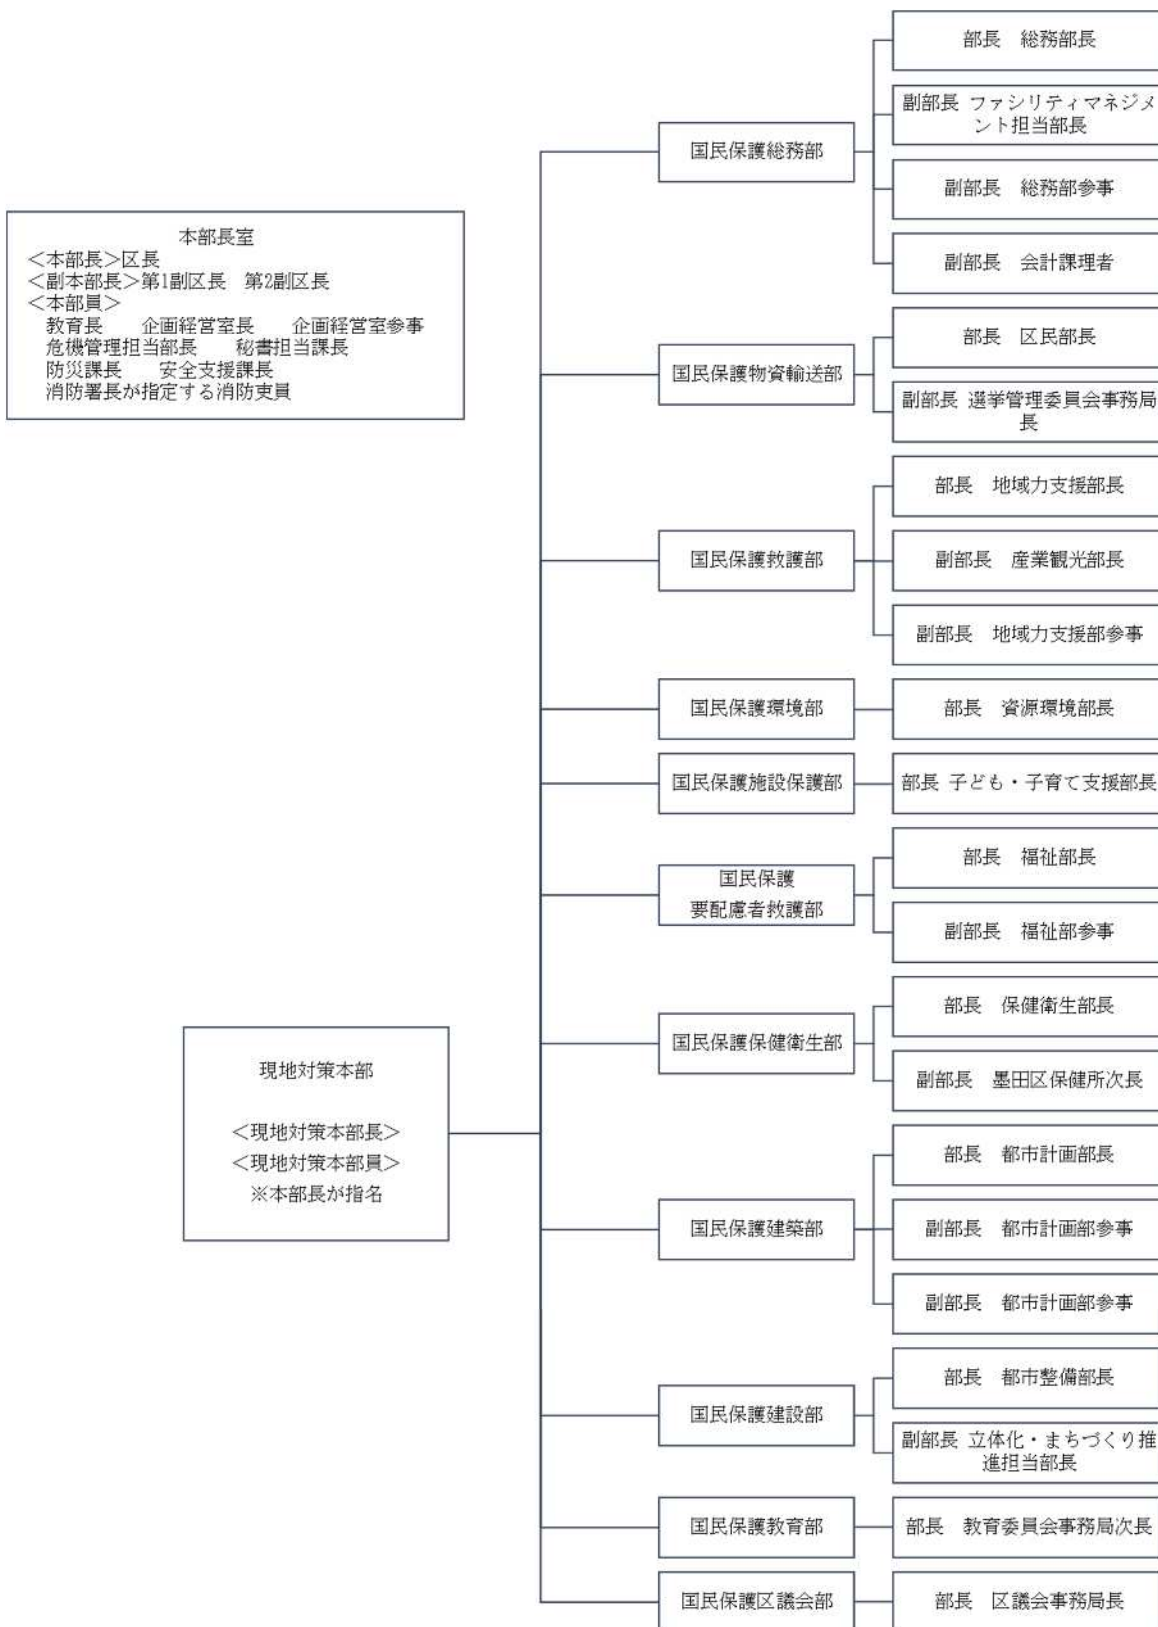 本部長室
＜本部長＞区長
＜副本部長＞第1副区長　第2副区長
＜本部員＞
教育長　企画経営室長　企画経営室参事
危機管理担当部長　秘書担当課長
防災課長　安全支援課長
消防署長が指定する消防吏員
現地対策本部
＜現地対策本部長＞
＜現地対策本部員＞
※本部長が指名
国民保護総務部
部長　総務部長
副部長 ファシリティマネジメ
ント担当部長
副部長　総務部参事
副部長　会計課理者
国民保護物資輸送部
部長　区民部長
副部長 選挙管理委員会事務局
長
国民保護救護部
部長　地域力支援部長
副部長　産業観光部長
副部長　地域力支援部参事
国民保護環境部
部長　資源環境部長
国民保護施設保護部
部長 子ども・子育て支援部長
国民保護
要配慮者救護部
部長　福祉部長
副部長　福祉部参事
国民保護保健衛生部
部長　保健衛生部長
副部長　墨田区保健所次長
国民保護建築部
部長　都市計画部長
副部長　都市計画部参事
副部長　都市計画部参事
国民保護建設部
部長　都市整備部長
副部長 立体化・まちづくり推
進担当部長
国民保護教育部
部長　教育委員会事務局次長
国民保護区議会部
部長　区議会事務局長